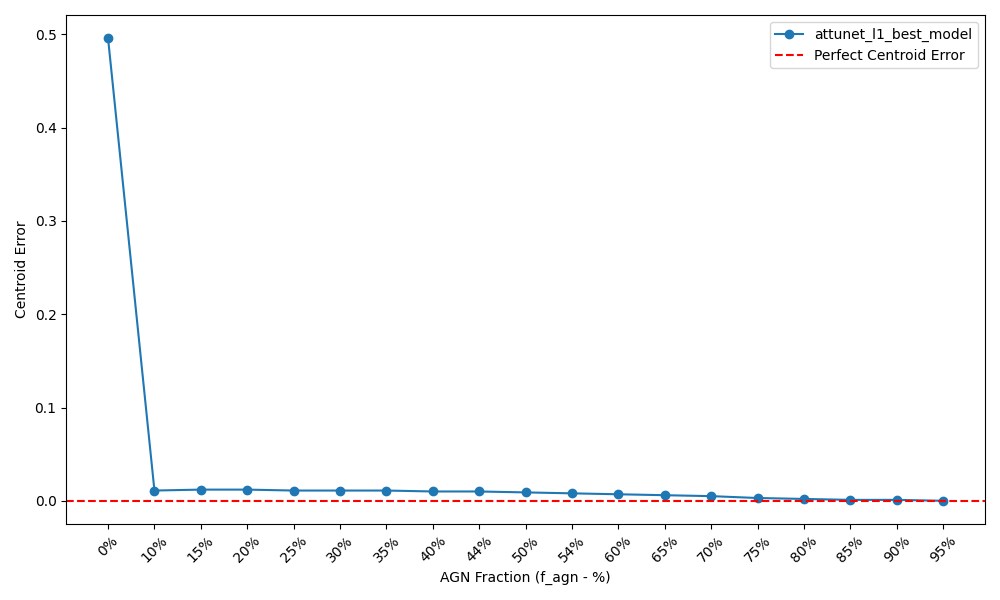 attunet_l1_best_model
Perfect Centroid Error
Centroid Error
0.5
0.4
0.3
0.2
0.1
0.0
0% 10% 15% 20% 25% 30% 35% 40% 44% 50% 54% 60% 65% 70% 75% 80% 85% 90% 95%
AGN Fraction (f_agn - %)